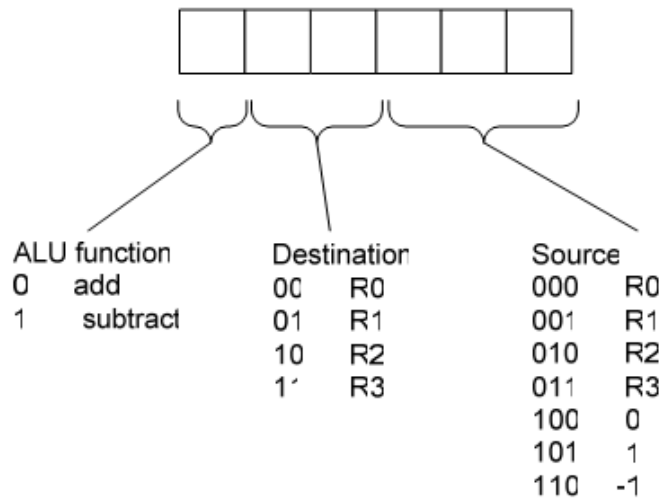 ALU function
0 add
1 subtract
Destination
00 R0
01 R1
10 R2
11 R3
Source
000 R0
001 R1
010 R2
011 R3
100 0
101 1
110 -1